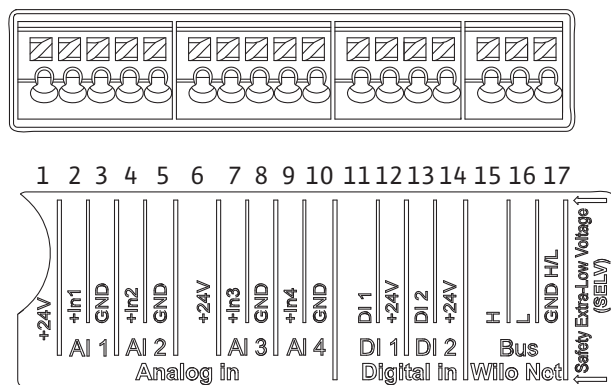 1 2 3 4 5 6 7 8 9 10 11 12 13 14 15 16 17
+24V +In1 GND +In2 GND +24V +In3 GND +In4 GND DI 1 +24V DI 2 +24V H L GND H/L
AI 1 AI 2 AI 3 AI 4 DI 1 DI 2 Bus
Analog in Digital in Wilo Net
Safety Extra-Low Voltage
(SELV)